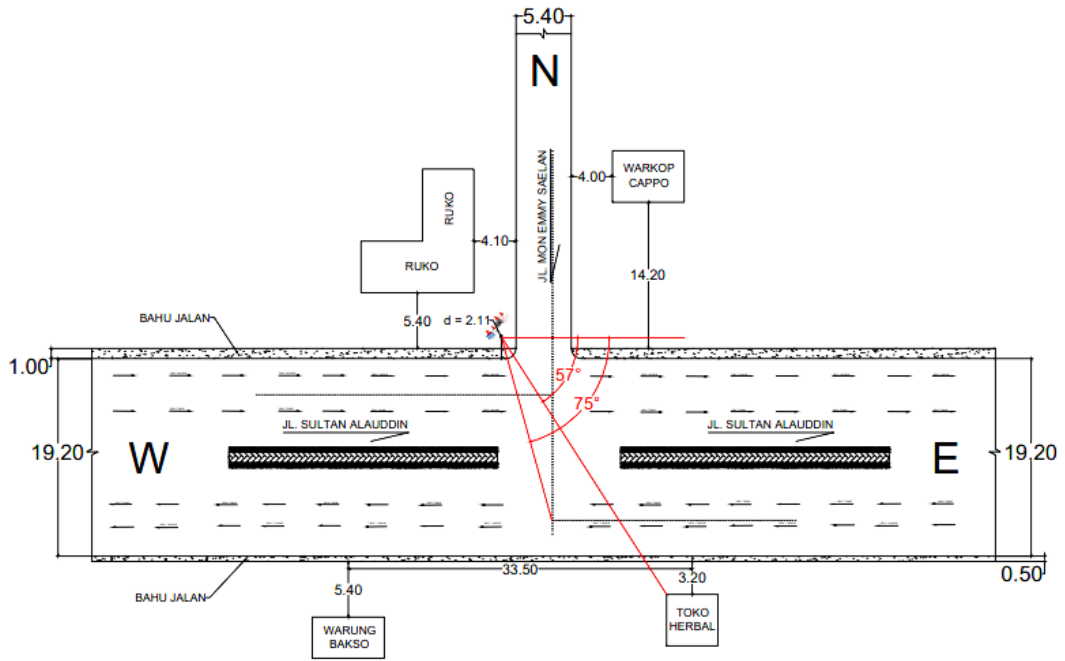 5.40
N
JL. MON EMMY SAELAN
4.00
WARKOP
CAPPO
RUKO
4.10
RUKO
14.20
BAHU JALAN
5.40
d = 2.11
1.00
57°
75°
JL. SULTAN ALAUDDIN
JL. SULTAN ALAUDDIN
19.20
W
E
19.20
33.50
5.40
3.20
0.50
BAHU JALAN
WARUNG
BAKSO
TOKO
HERBAL